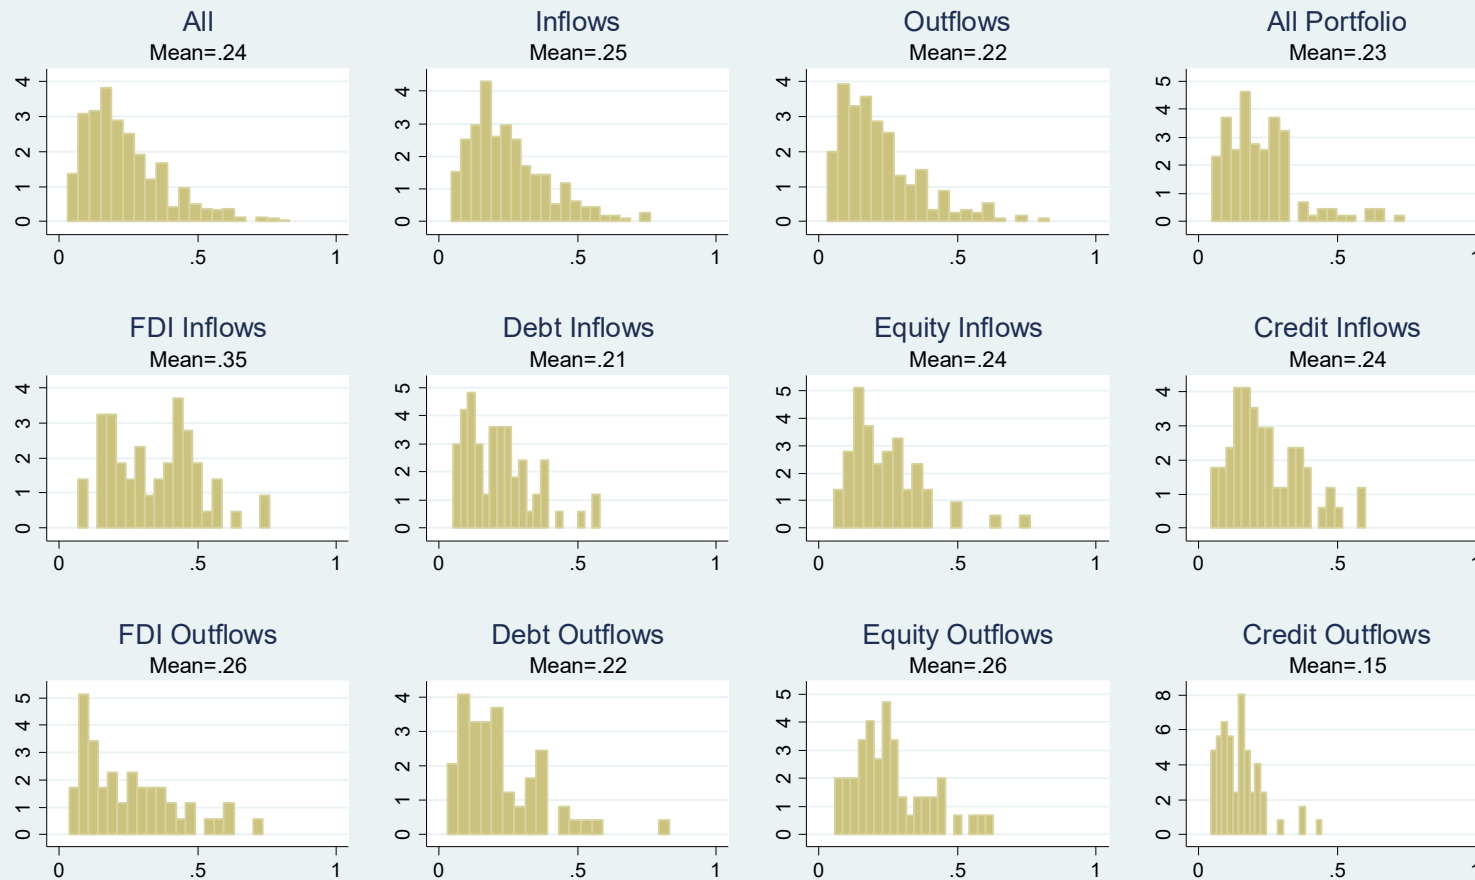 All
Mean=.24
4
3
2
1
0
0 .5 1
Inflows
Mean=.25
4
3
2
1
0
0 .5 1
Outflows
Mean=.22
4
3
2
1
0
0 .5 1
All Portfolio
Mean=.23
5
4
3
2
1
0
0 .5 1
FDI Inflows
Mean=.35
4
3
2
1
0
0 .5 1
Debt Inflows
Mean=.21
5
4
3
2
1
0
0 .5 1
Equity Inflows
Mean=.24
5
4
3
2
1
0
0 .5 1
Credit Inflows
Mean=.24
4
3
2
1
0
0 .5 1
FDI Outflows
Mean=.26
5
4
3
2
1
0
0 .5 1
Debt Outflows
Mean=.22
4
3
2
1
0
0 .5 1
Equity Outflows
Mean=.26
5
4
3
2
1
0
0 .5 1
Credit Outflows
Mean=.15
8
6
4
2
0
0 .5 1